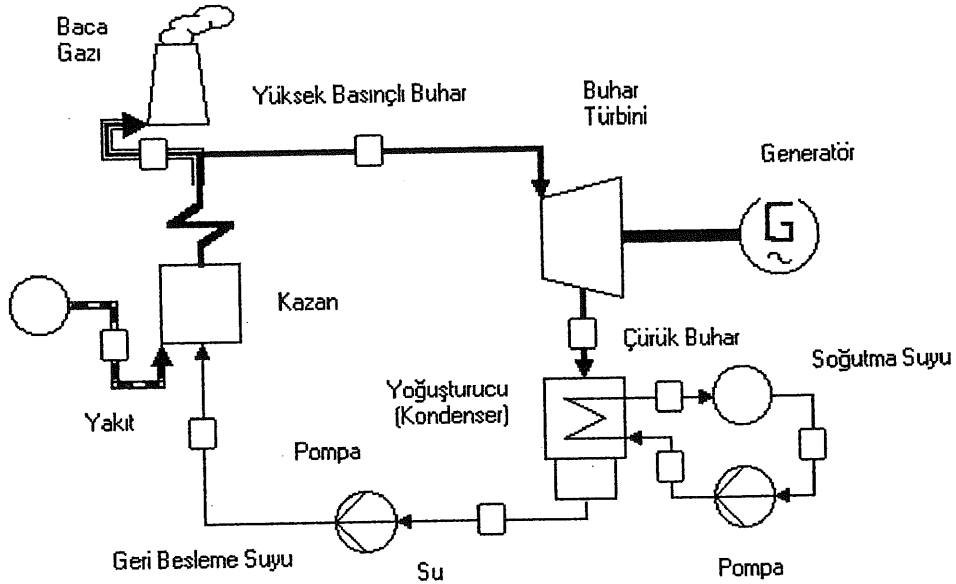 Baca
Gazı
Yüksek Basınçlı Buhar
Buhar
Türbini
Generatör
G
Kazan
Çürük Buhar
Soğutma Suyu
Yoğuşturucu
(Kondenser)
Yakıt
Pompa
Geri Besleme Suyu
Su
Pompa